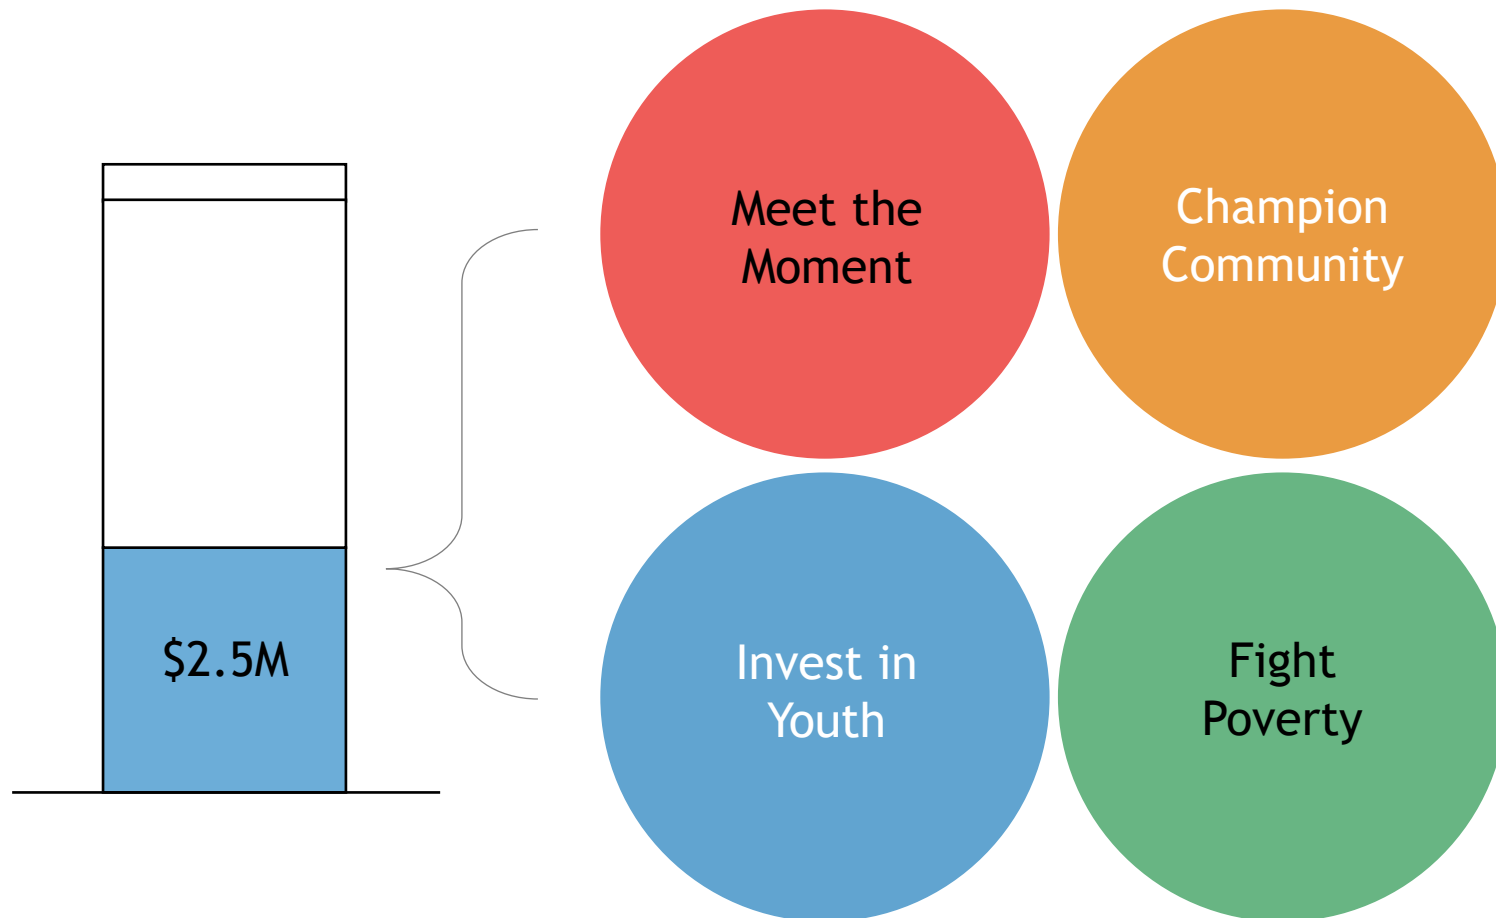 Meet the
Moment
Champion
Community
$2.5M
Invest in
Youth
Fight
Poverty